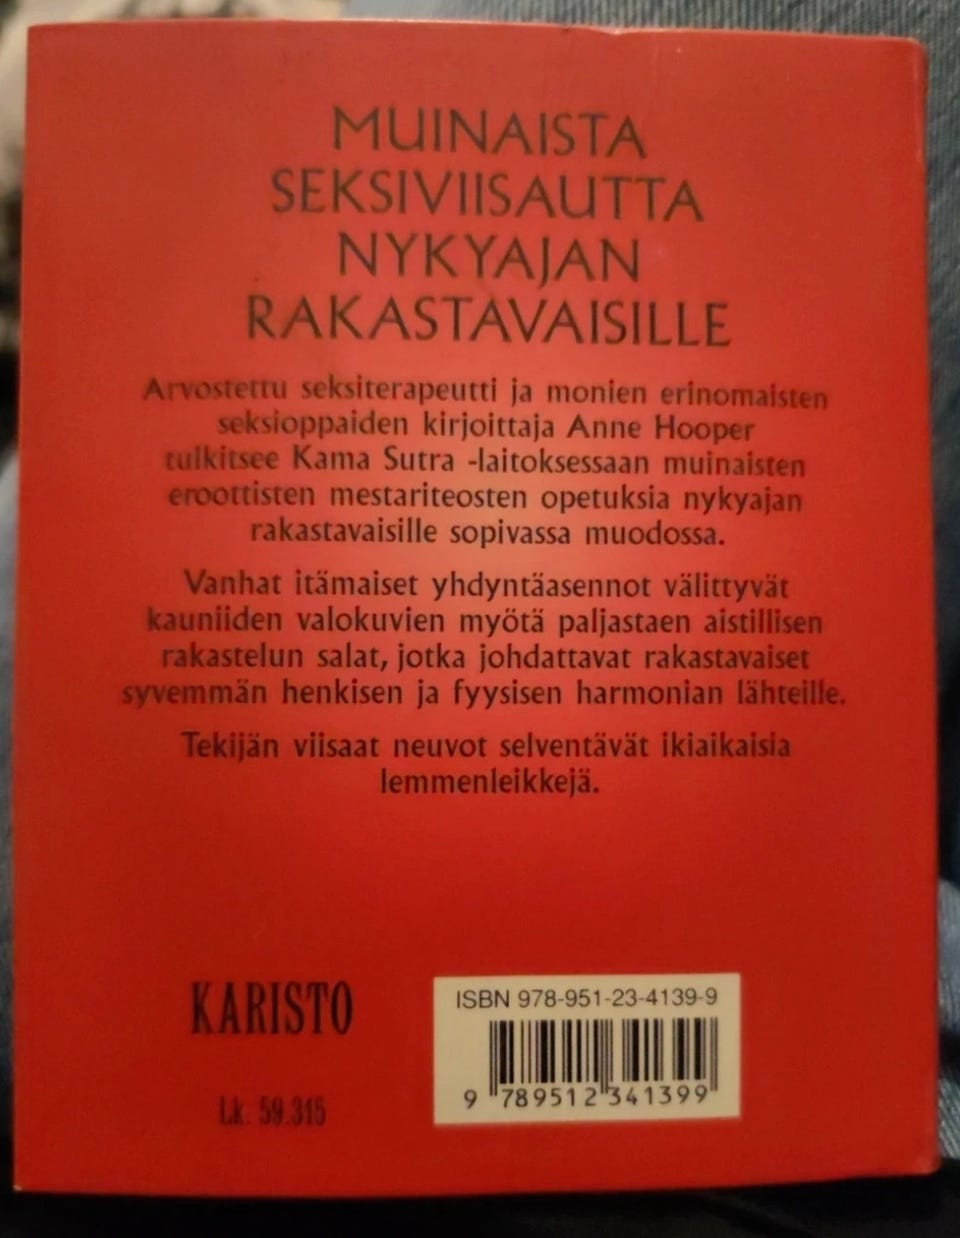 MUINAISTA
SEKSIVIISAUTTA
NYKYAJAN
RAKASTAVAISILLE
Arvostettu seksiterapeutti ja monien erinomaisten
seksioppaiden kirjoittaja Anne Hooper
tulkitsee Kama Sutra -laitoksessaan muinaisten
eroottisten mestariteosten opetuksia nykyajan
rakastavaisille sopivassa muodossa.
Vanhat itämaiset yhdyntäasennot välittyvät
kauniiden valokuvien myötä paljastaen aistillisen
rakastelun salat, jotka johdattavat rakastavaiset
syvemmän henkisen ja fyysisen harmonian lähteille.
Tekijän viisaat neuvot selventävät ikiaikaisia
lemmenleikkejä.
KARISTO
Lk. 59.315
ISBN 978-951-23-4139-9
9 789512 341399